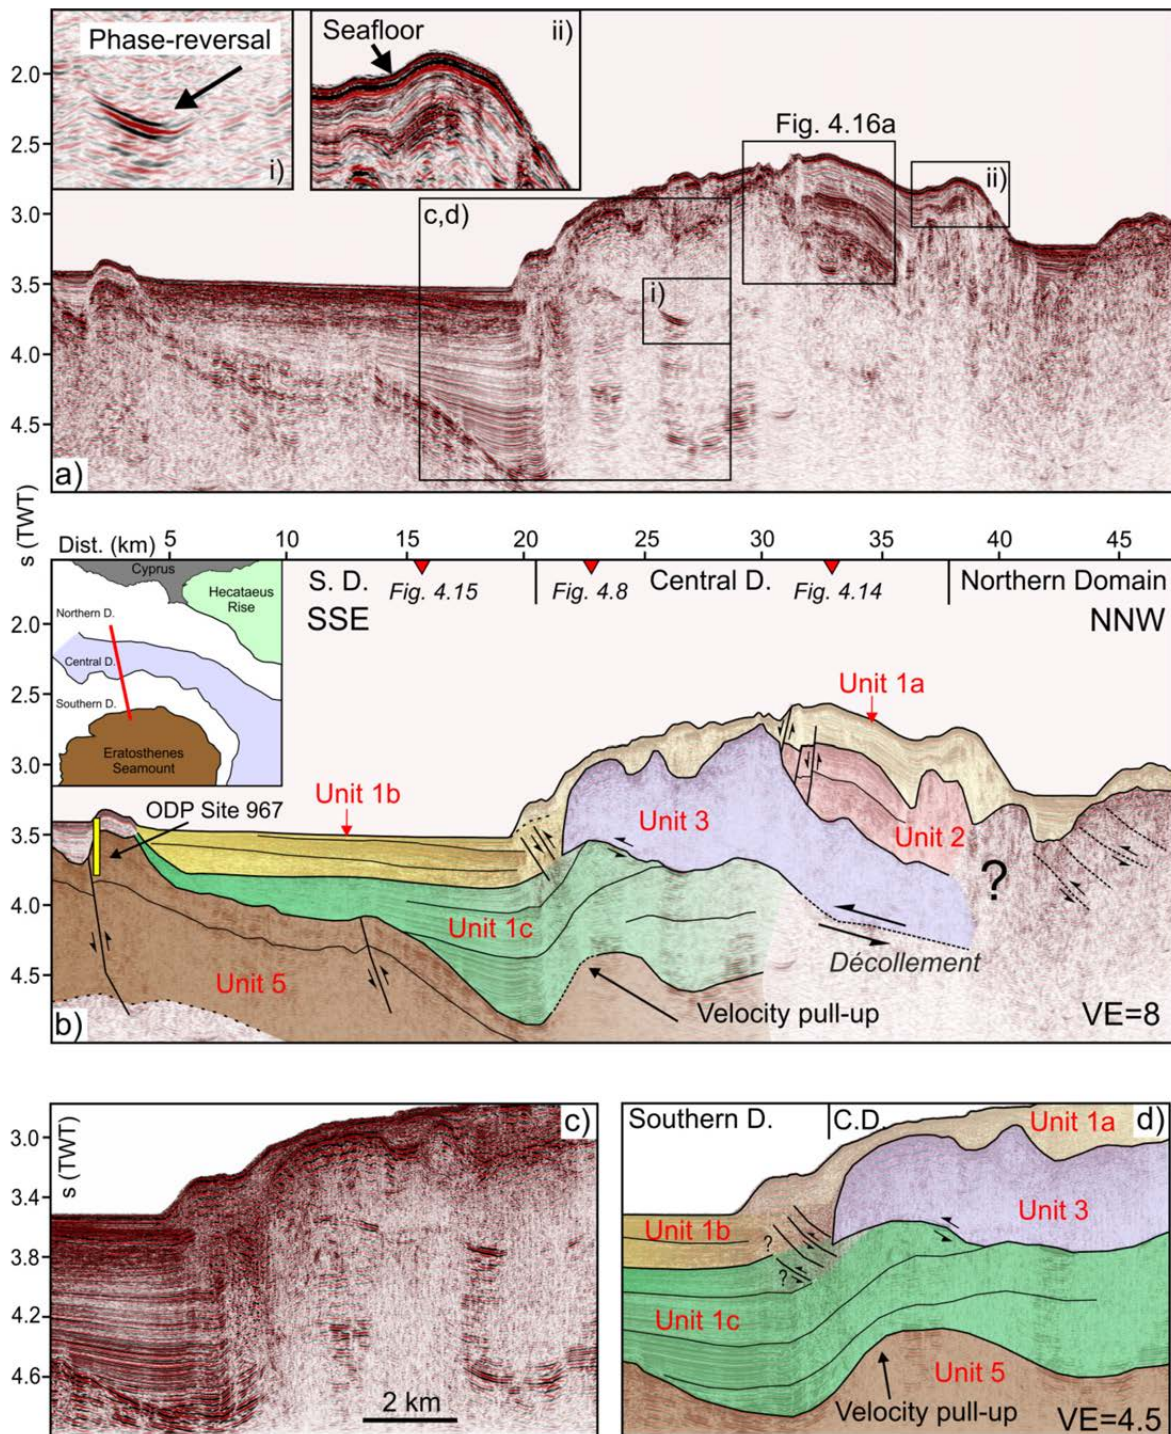 Phase-reversal
i)
Seafloor
ii)
2.0
2.5
3.0
3.5
4.0
4.5
Fig. 4.16a
ii)
c,d)
i)
a)
s (TWT)
Dist. (km) 5 10 15 20 25 30 35 40 45
Cyprus
Hecataeus
Rise
Northern D.
Central D.
Southern D.
Eratosthenes
Seamount
S. D.
Central D.
Northern Domain
Fig. 4.15
Fig. 4.8
Fig. 4.14
SSE
NNW
2.0
2.5
3.0
3.5
4.0
4.5
Unit 1a
ODP Site 967
Unit 1b
Unit 3
Unit 2
?
Unit 1c
Unit 5
Décollement
Velocity pull-up
b)
VE=8
s (TWT)
3.0
3.4
3.8
4.2
4.6
c)
2 km
Southern D.
C.D.
d)
Unit 1a
Unit 1b
Unit 3
?
?
Unit 1c
Unit 5
Velocity pull-up
VE=4.5